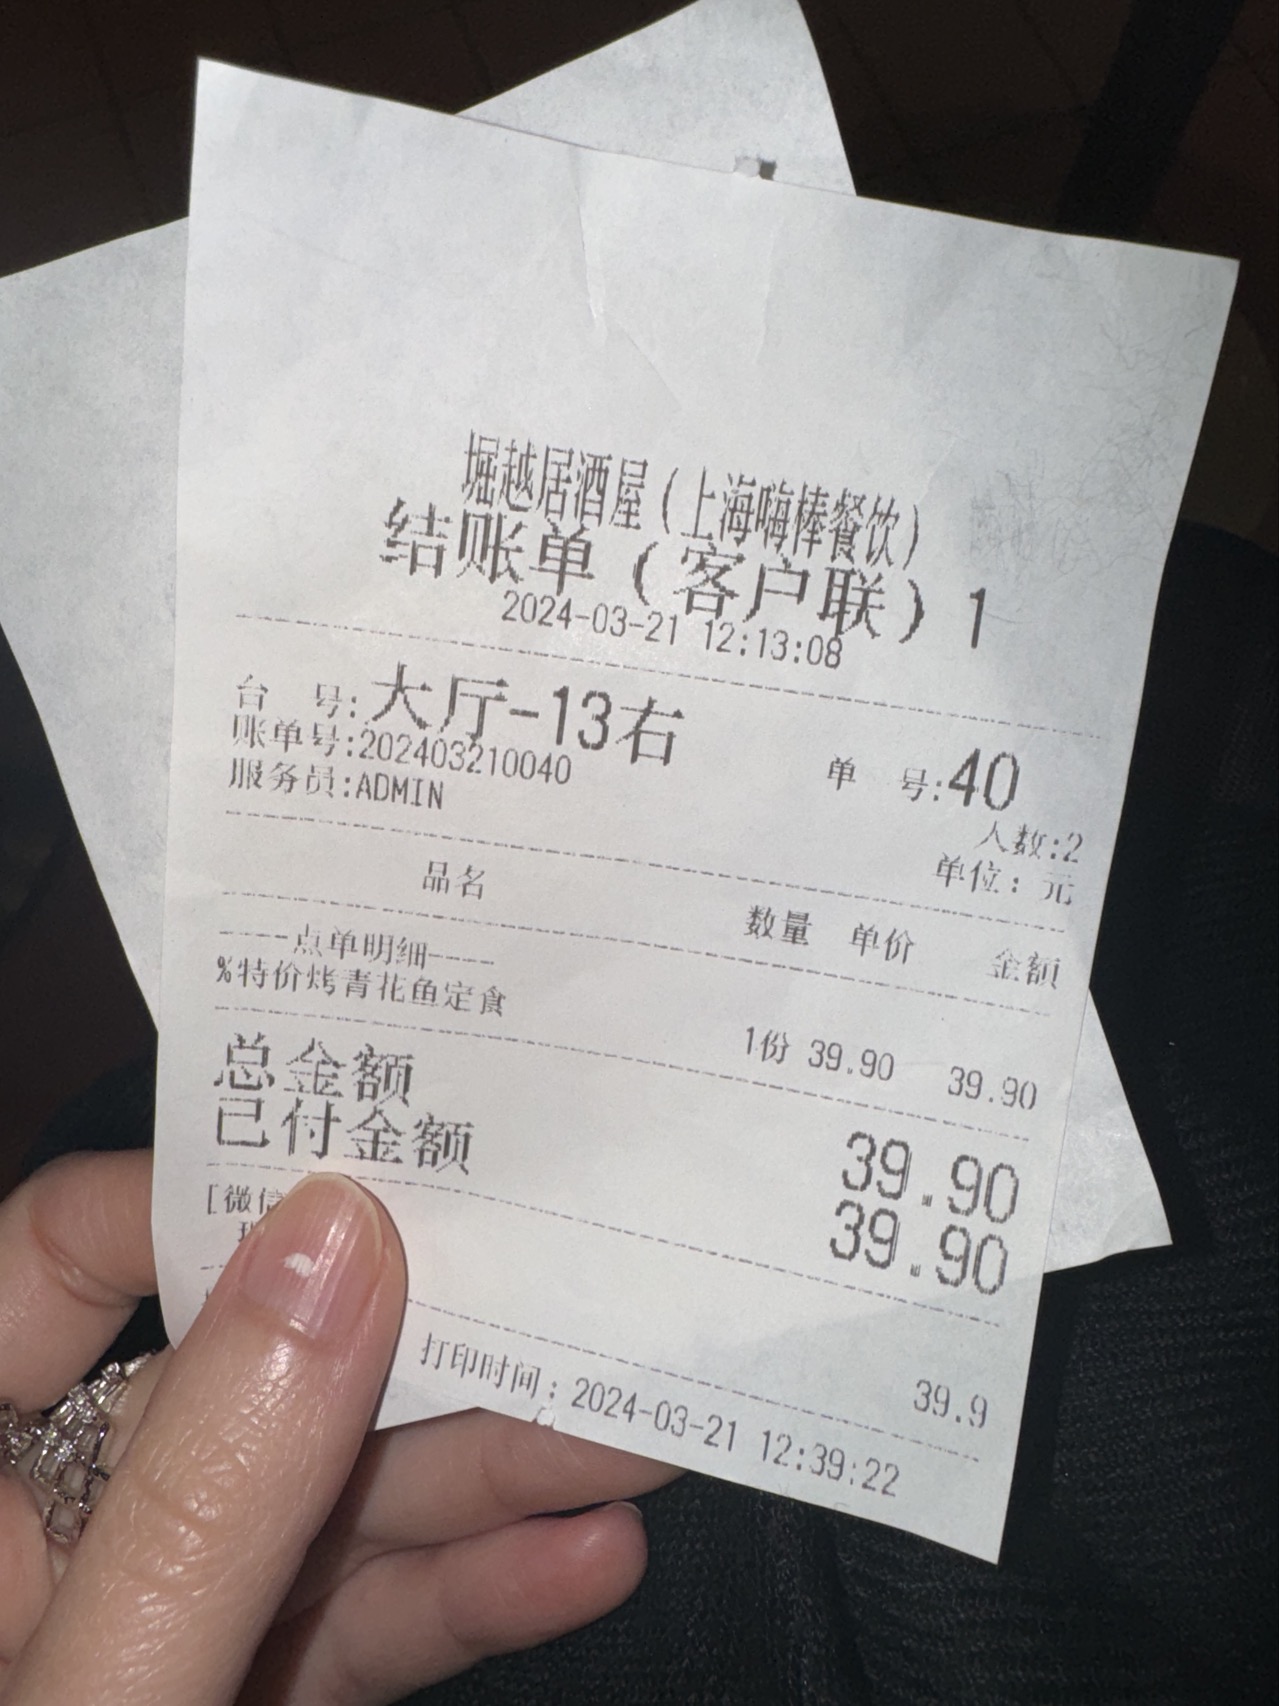 堀越居酒屋（上海嗨棒餐饮）
结账单（客户联）1
2024-03-21 12:13:08
台 号:大厅-13右 单 号:40
账单号:202403210040 人数:2
服务员:ADMIN 单位：元
品名 数量 单价 金额
----点单明细----
%特价烤青花鱼定食 1份 39.90 39.90
总金额 39.90
已付金额 39.90
[微信
39.9
打印时间：2024-03-21 12:39:22